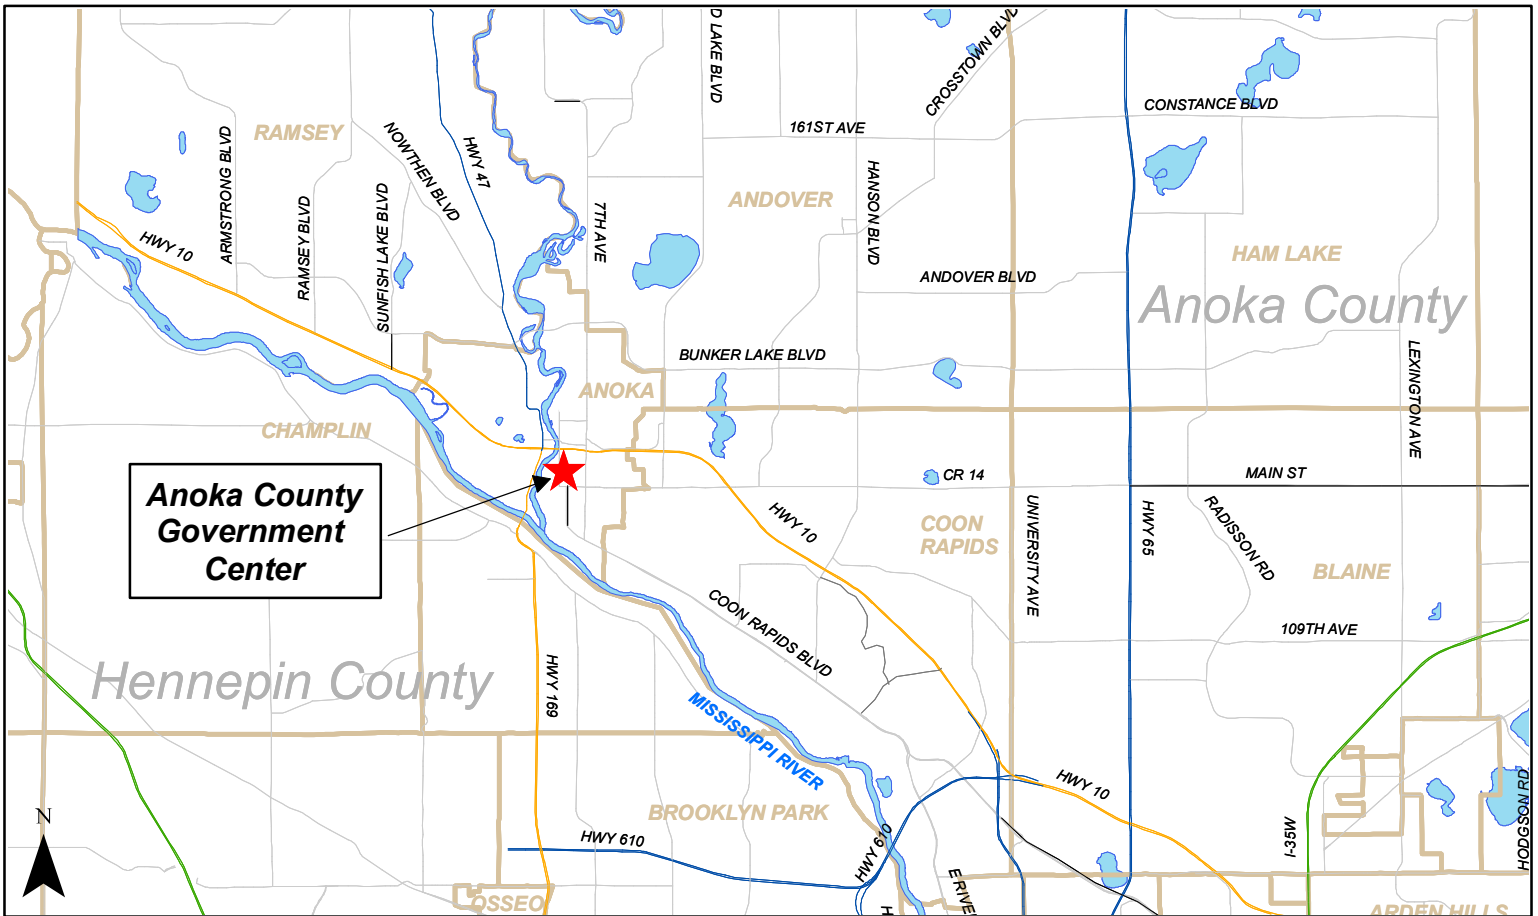 D LAKE BLVD
CROSSTOWN BLVD
CONSTANCE BLVD
161ST AVE
RAMSEY
NOWTHEN BLVD
HWY 47
ARMSTRONG BLVD
RAMSEY BLVD
SUNFISH LAKE BLVD
HWY 10
7TH AVE
ANDOVER
HANSON BLVD
ANDOVER BLVD
HAM LAKE
Anoka County
BUNKER LAKE BLVD
LEXINGTON AVE
ANOKA
CHAMPLIN
Anoka County
Government
Center
CR 14
MAIN ST
HWY 10
COON
RAPIDS
UNIVERSITY AVE
HWY 65
RADISSON RD
BLAINE
109TH AVE
COON RAPIDS BLVD
Hennepin County
HWY 169
MISSISSIPPI RIVER
HWY 10
BROOKLYN PARK
HWY 610
HWY 610
I-35W
HODGSON RD
N
OSSEO
E RIVE
H
ARDEN HILLS